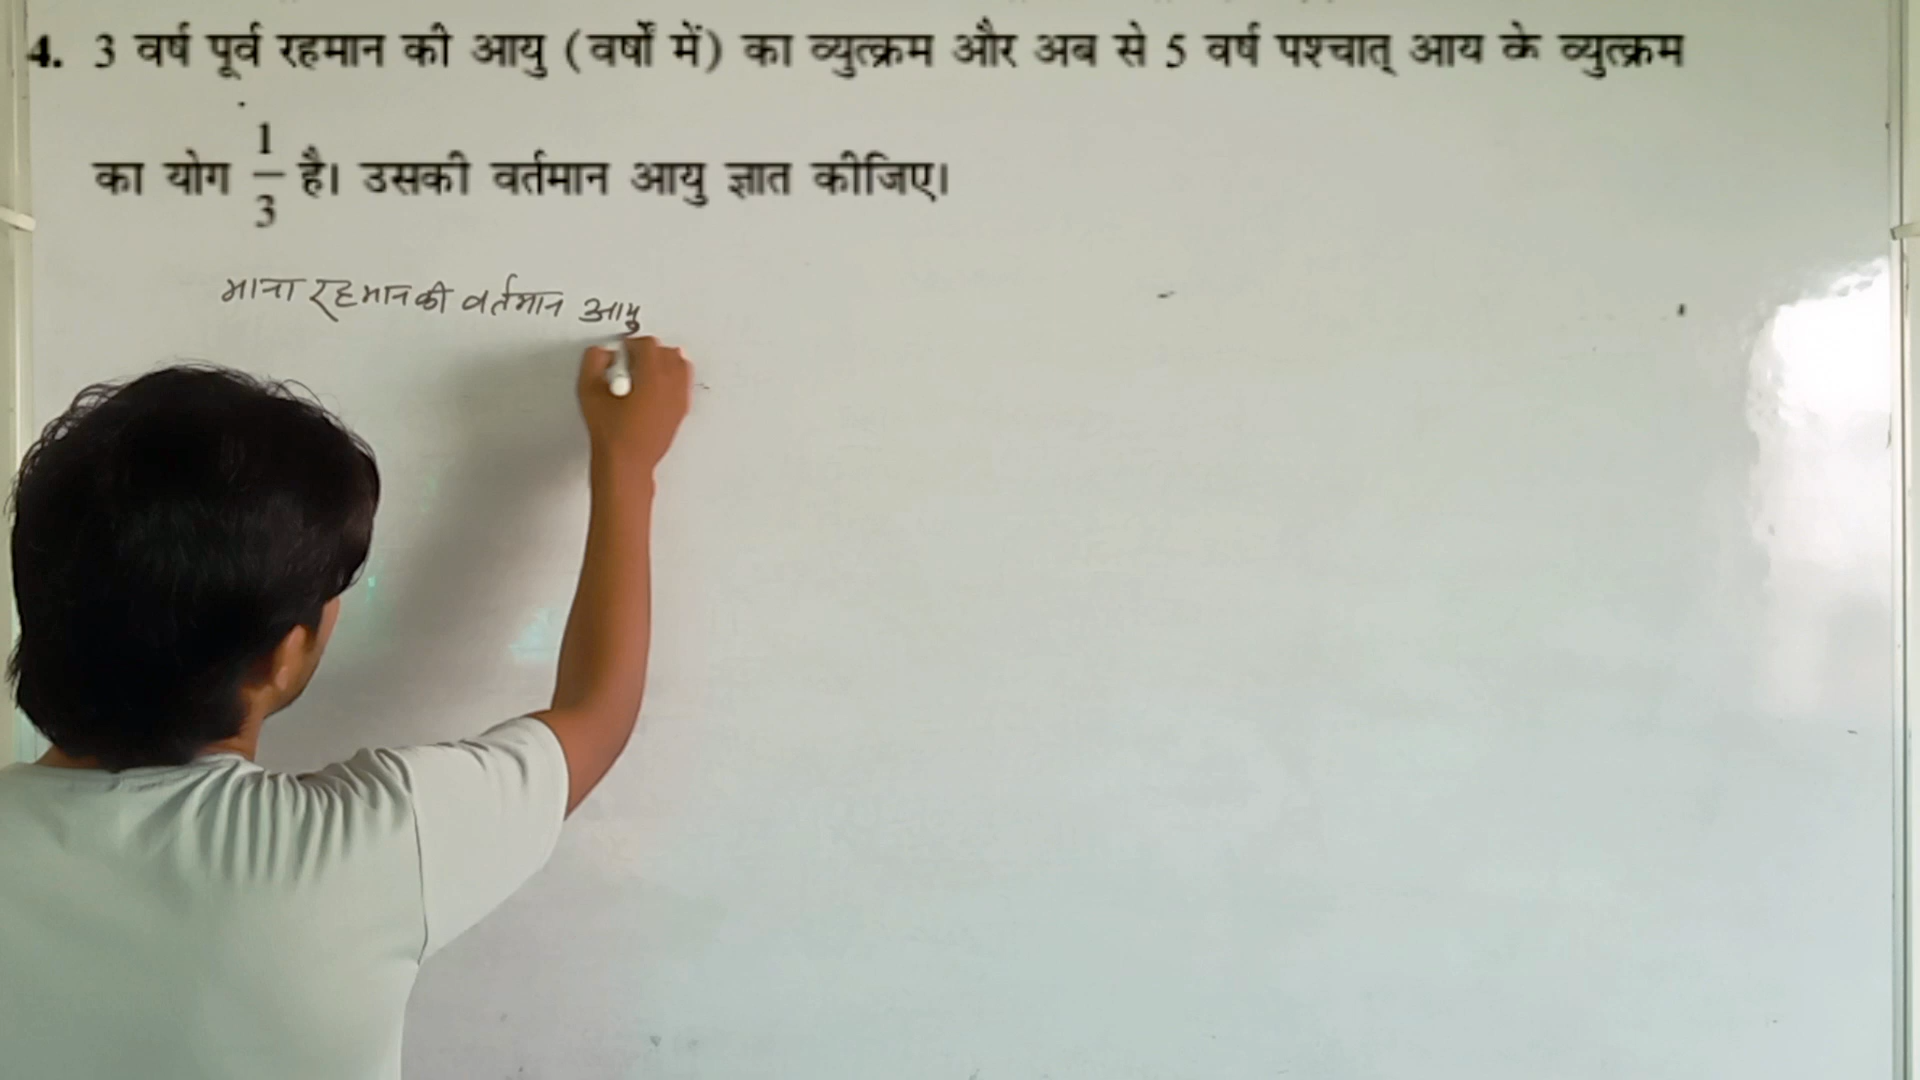 4. 3 वर्ष पूर्व रहमान की आयु (वर्षों में) का व्युत्क्रम और अब से 5 वर्ष पश्चात् आय के व्युत्क्रम
का योग 1/3 है। उसकी वर्तमान आयु ज्ञात कीजिए।
माना रहमान की वर्तमान आयु